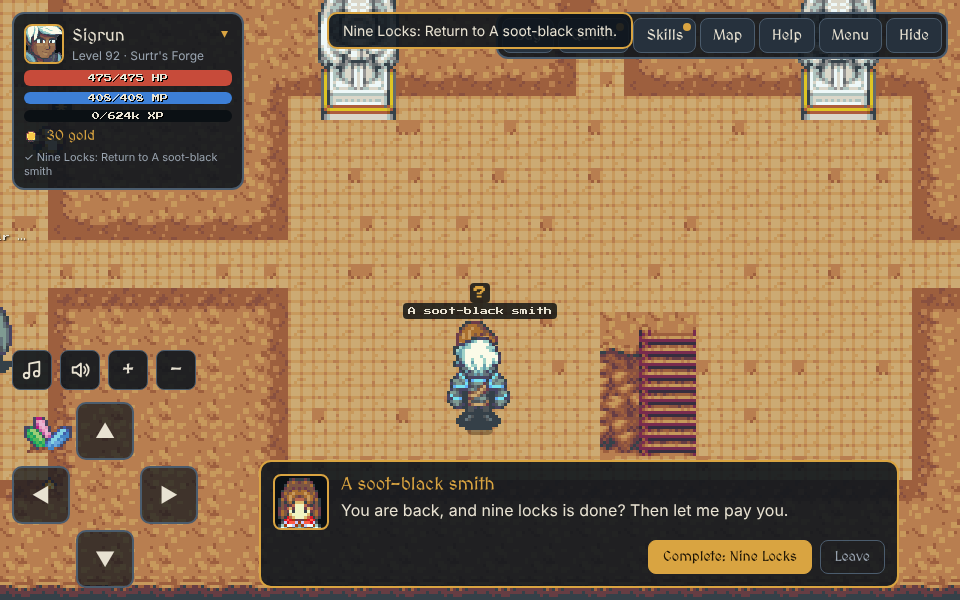 Sigrun
Level 92 · Surtr's Forge
475/475 HP
408/408 MP
0/624k XP
30 gold
✓ Nine Locks: Return to A soot-black
smith
Nine Locks: Return to A soot-black smith.
Skills
Map
Help
Menu
Hide
?
A soot-black smith
+
−
A soot-black smith
You are back, and nine locks is done? Then let me pay you.
Complete: Nine Locks
Leave